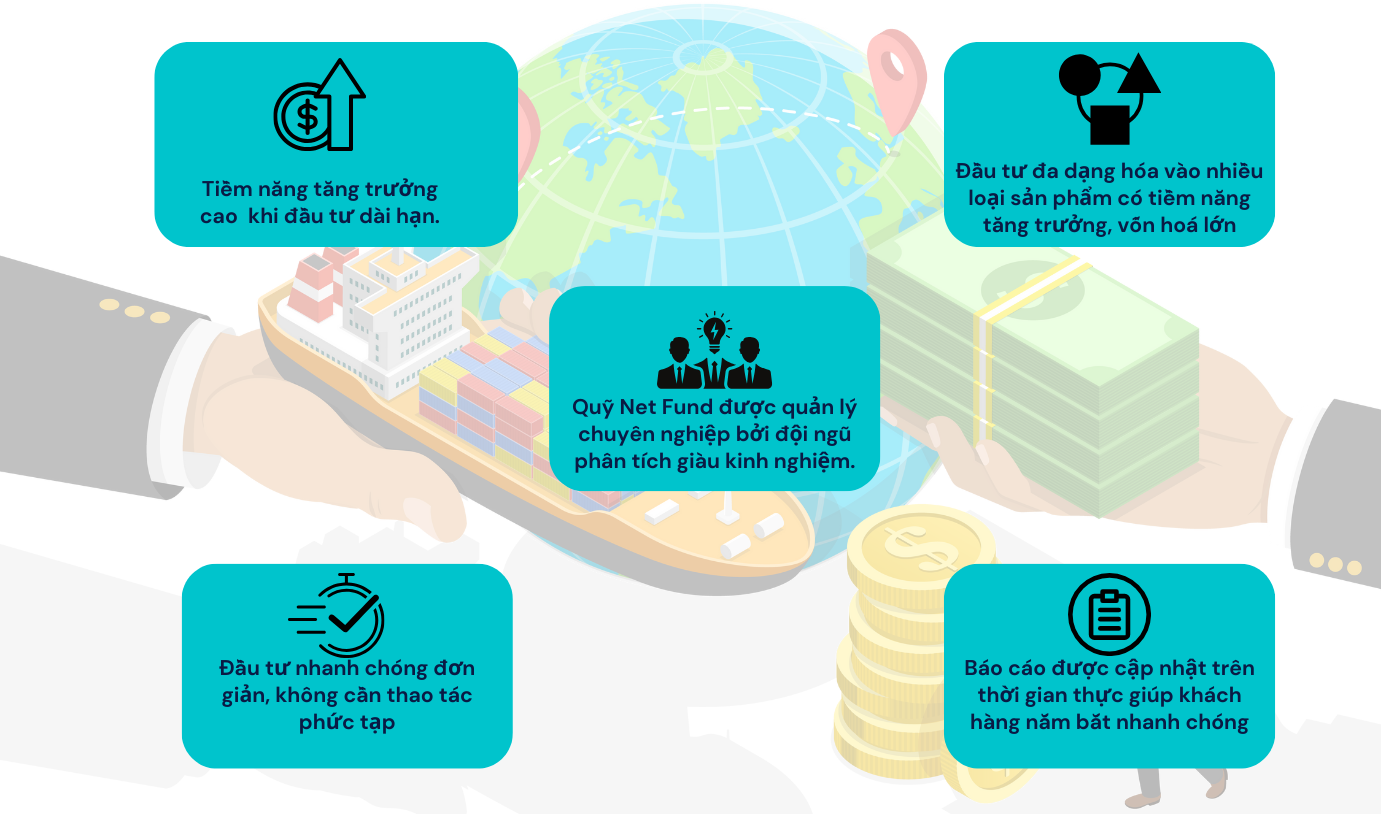 Tiềm năng tăng trưởng
cao khi đầu tư dài hạn.
Đầu tư đa dạng hóa vào nhiều
loại sản phẩm có tiềm năng
tăng trưởng, vốn hoá lớn
Quỹ Net Fund được quản lý
chuyên nghiệp bởi đội ngũ
phân tích giàu kinh nghiệm.
Đầu tư nhanh chóng đơn
giản, không cần thao tác
phức tạp
Báo cáo được cập nhật trên
thời gian thực giúp khách
hàng năm bắt nhanh chóng